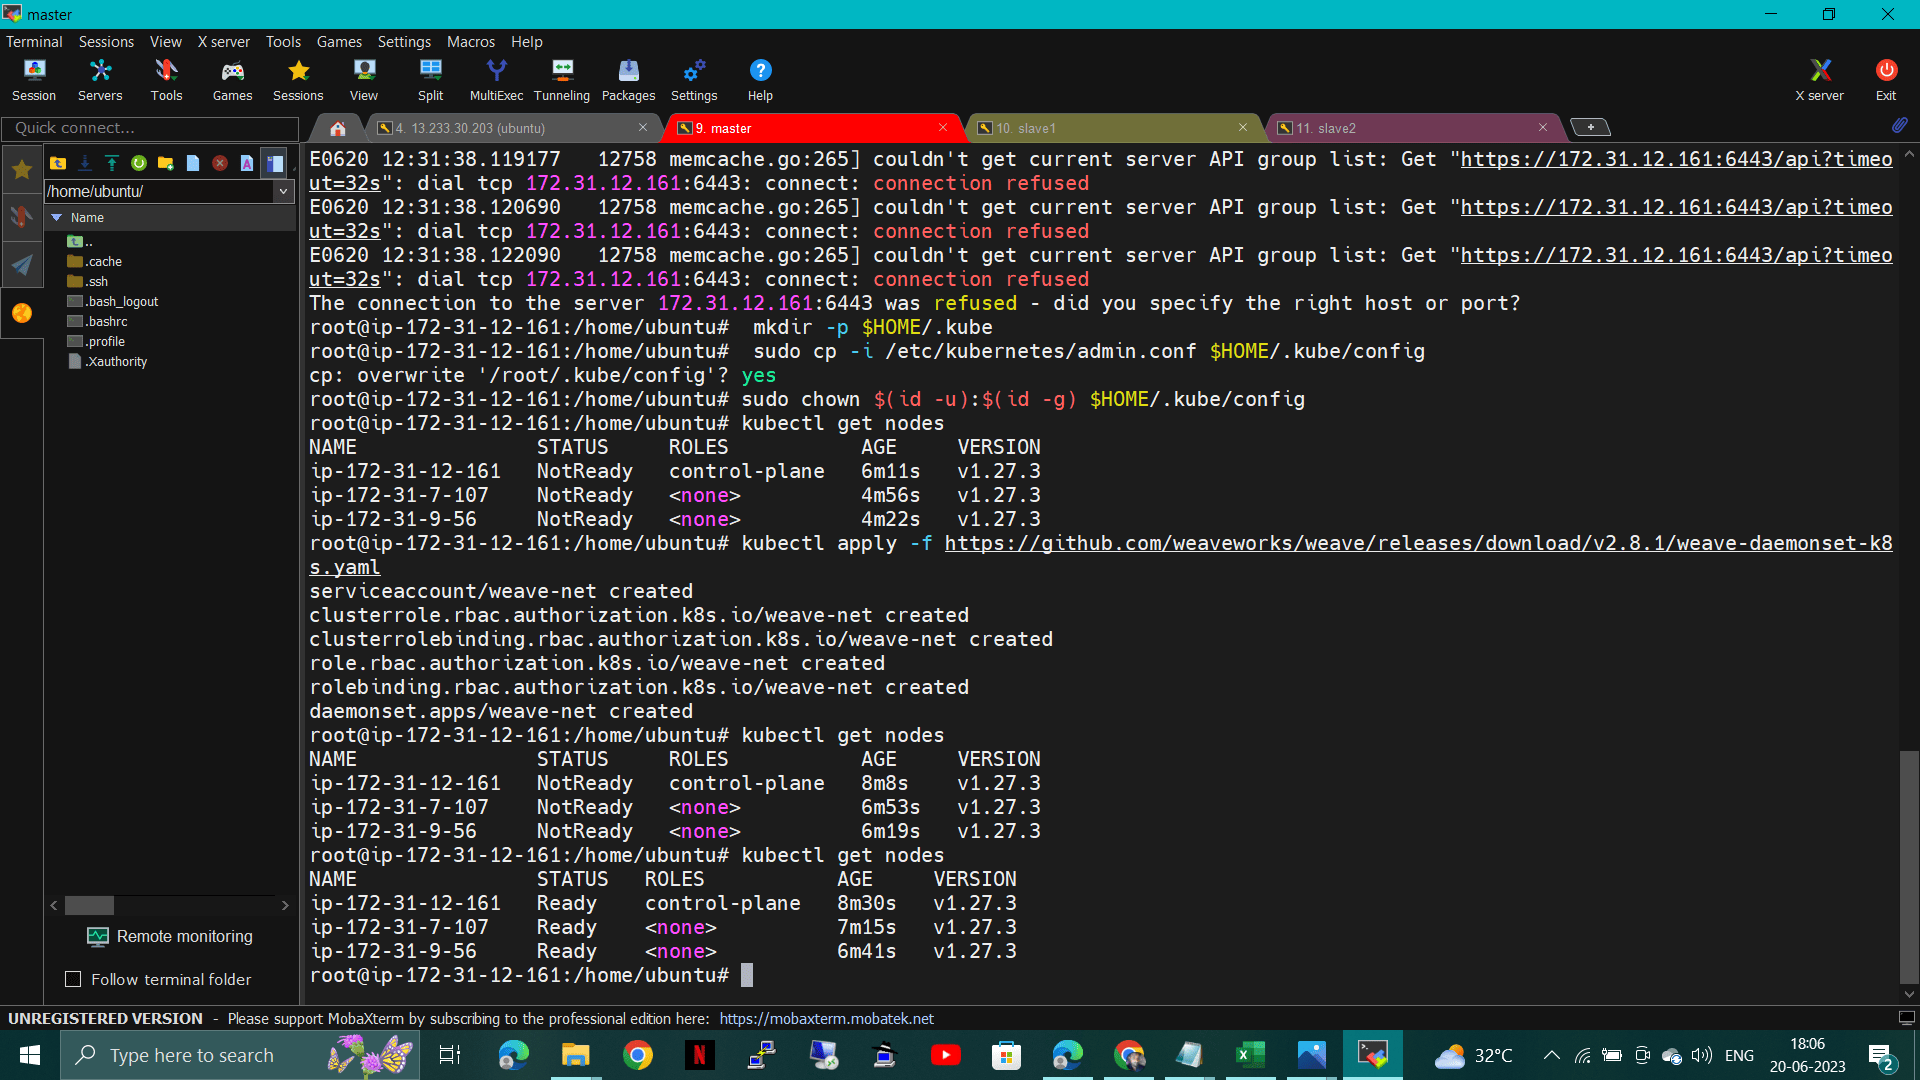 master
Terminal Sessions View X server Tools Games Settings Macros Help
Session Servers Tools Games Sessions View Split MultiExec Tunneling Packages Settings Help X server Exit
Quick connect...
4. 13.233.30.203 (ubuntu)
9. master
10. slave1
11. slave2
/home/ubuntu/
Name
..
.cache
.ssh
.bash_logout
.bashrc
.profile
.Xauthority
Remote monitoring
Follow terminal folder
E0620 12:31:38.119177   12758 memcache.go:265] couldn't get current server API group list: Get "https://172.31.12.161:6443/api?timeo
ut=32s": dial tcp 172.31.12.161:6443: connect: connection refused
E0620 12:31:38.120690   12758 memcache.go:265] couldn't get current server API group list: Get "https://172.31.12.161:6443/api?timeo
ut=32s": dial tcp 172.31.12.161:6443: connect: connection refused
E0620 12:31:38.122090   12758 memcache.go:265] couldn't get current server API group list: Get "https://172.31.12.161:6443/api?timeo
ut=32s": dial tcp 172.31.12.161:6443: connect: connection refused
The connection to the server 172.31.12.161:6443 was refused - did you specify the right host or port?
root@ip-172-31-12-161:/home/ubuntu#  mkdir -p $HOME/.kube
root@ip-172-31-12-161:/home/ubuntu#  sudo cp -i /etc/kubernetes/admin.conf $HOME/.kube/config
cp: overwrite '/root/.kube/config'? yes
root@ip-172-31-12-161:/home/ubuntu# sudo chown $(id -u):$(id -g) $HOME/.kube/config
root@ip-172-31-12-161:/home/ubuntu# kubectl get nodes
NAME               STATUS     ROLES           AGE     VERSION
ip-172-31-12-161   NotReady   control-plane   6m11s   v1.27.3
ip-172-31-7-107    NotReady   <none>          4m56s   v1.27.3
ip-172-31-9-56     NotReady   <none>          4m22s   v1.27.3
root@ip-172-31-12-161:/home/ubuntu# kubectl apply -f https://github.com/weaveworks/weave/releases/download/v2.8.1/weave-daemonset-k8
s.yaml
serviceaccount/weave-net created
clusterrole.rbac.authorization.k8s.io/weave-net created
clusterrolebinding.rbac.authorization.k8s.io/weave-net created
role.rbac.authorization.k8s.io/weave-net created
rolebinding.rbac.authorization.k8s.io/weave-net created
daemonset.apps/weave-net created
root@ip-172-31-12-161:/home/ubuntu# kubectl get nodes
NAME               STATUS     ROLES           AGE     VERSION
ip-172-31-12-161   NotReady   control-plane   8m8s    v1.27.3
ip-172-31-7-107    NotReady   <none>          6m53s   v1.27.3
ip-172-31-9-56     NotReady   <none>          6m19s   v1.27.3
root@ip-172-31-12-161:/home/ubuntu# kubectl get nodes
NAME               STATUS   ROLES           AGE     VERSION
ip-172-31-12-161   Ready    control-plane   8m30s   v1.27.3
ip-172-31-7-107    Ready    <none>          7m15s   v1.27.3
ip-172-31-9-56     Ready    <none>          6m41s   v1.27.3
root@ip-172-31-12-161:/home/ubuntu#
UNREGISTERED VERSION - Please support MobaXterm by subscribing to the professional edition here: https://mobaxterm.mobatek.net
Type here to search
32°C
ENG
18:06
20-06-2023
2